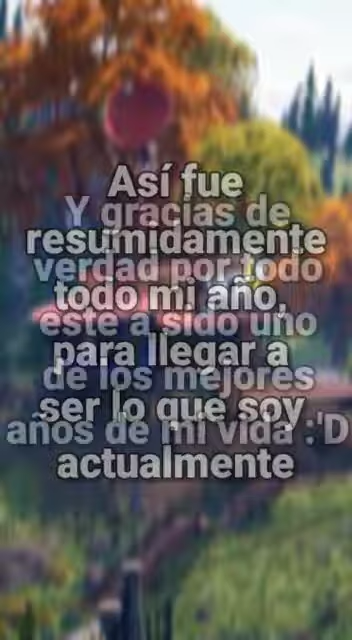 Así fue
resumidamente
todo mi año,
para llegar a
ser lo que soy
actualmente
Y gracias de
verdad por todo
este a sido uno
de los mejores
años de mi vida :'D